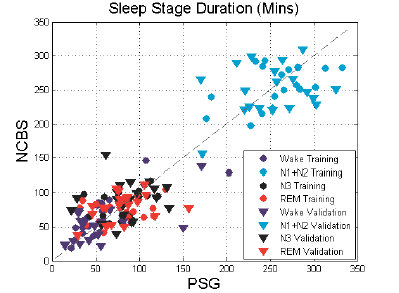 Sleep Stage Duration (Mins)
350
300
250
200
150
100
50
0
NCBS
0 50 100 150 200 250 300 350
PSG
Wake Training
N1+N2 Training
N3 Training
REM Training
Wake Validation
N1+N2 Validation
N3 Validation
REM Validation